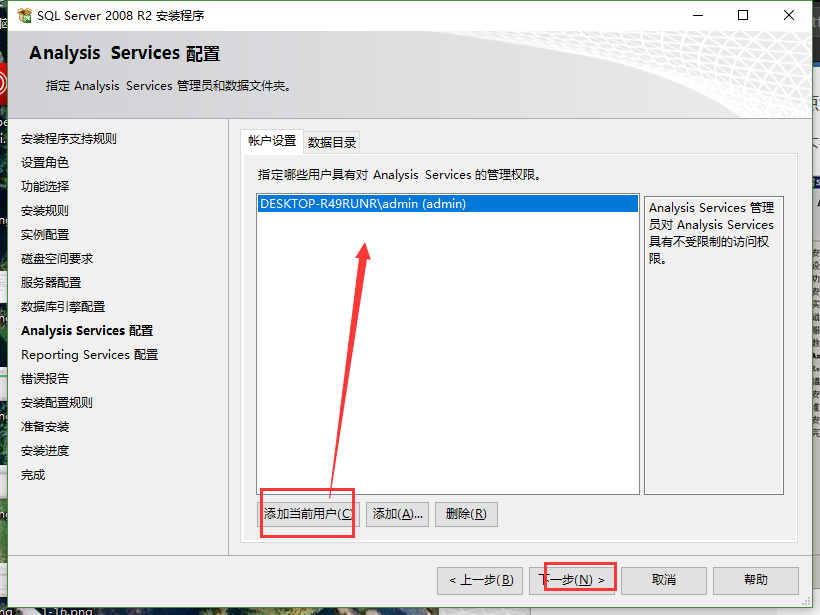 SQL Server 2008 R2 安装程序
Analysis Services 配置
指定 Analysis Services 管理员和数据文件夹。
安装程序支持规则
设置角色
功能选择
安装规则
实例配置
磁盘空间要求
服务器配置
数据库引擎配置
Analysis Services 配置
Reporting Services 配置
错误报告
安装配置规则
准备安装
安装进度
完成
帐户设置 数据目录
指定哪些用户具有对 Analysis Services 的管理权限。
DESKTOP-R49RUNR\admin (admin)
Analysis Services 管理
员对 Analysis Services
具有不受限制的访问权
限。
添加当前用户(C) 添加(A)... 删除(R)
< 上一步(B) 下一步(N) > 取消 帮助
1-16.png